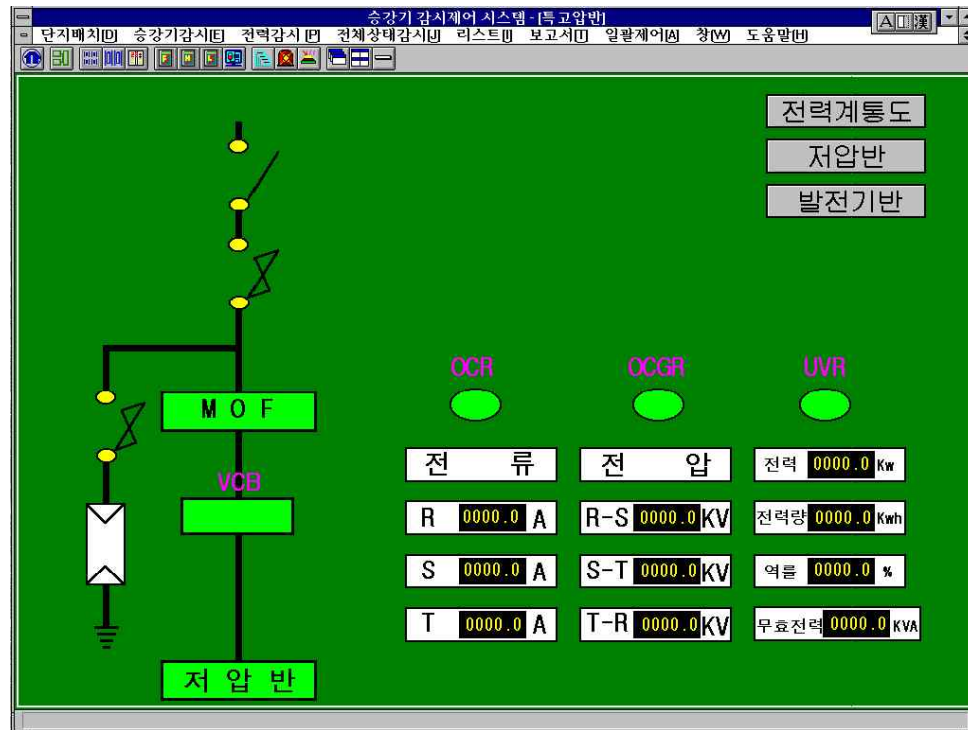 승강기 감시제어 시스템 - [특고압반]
A 漢
단지배치[D] 승강기감시[E] 전력감시 [P] 전체상태감시[J] 리스트[I] 보고서[T] 일괄제어[A] 창[W] 도움말[H]
전력계통도
저압반
발전기반
OCR OCGR UVR
M O F
VCB
전 류 전 압 전력 0000.0 Kw
R 0000.0 A R-S 0000.0 KV 전력량 0000.0 Kwh
S 0000.0 A S-T 0000.0 KV 역률 0000.0 %
T 0000.0 A T-R 0000.0 KV 무효전력 0000.0 KVA
저 압 반